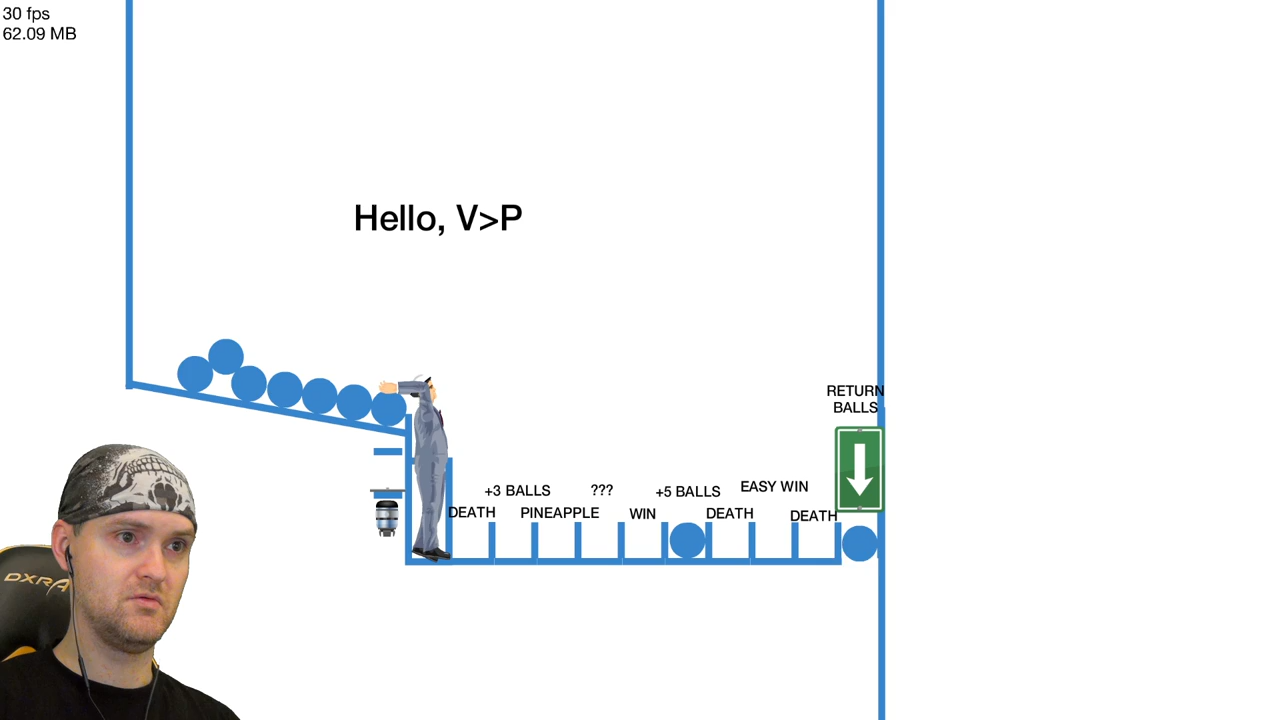 30 fps
62.09 MB
Hello, V>P
RETURN
BALLS
+3 BALLS
???
+5 BALLS
EASY WIN
DEATH
PINEAPPLE
WIN
DEATH
DEATH
DXRA